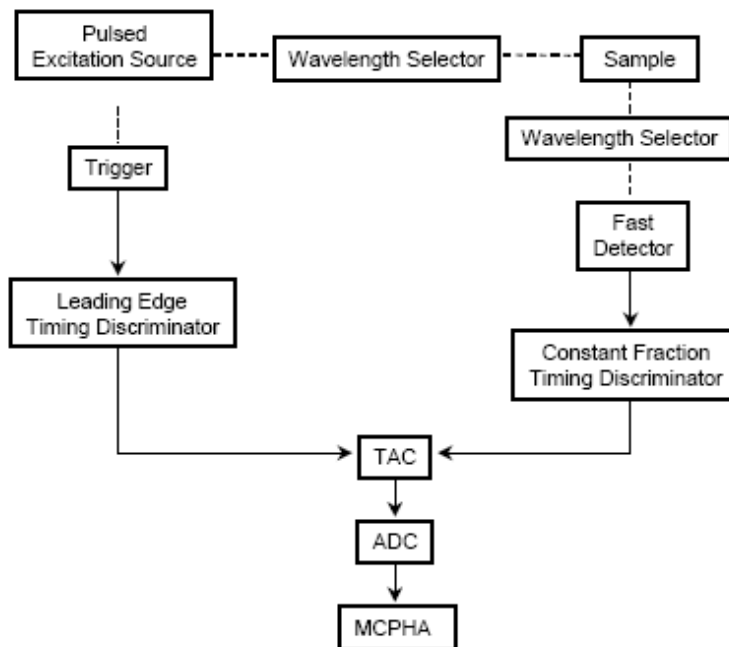 Pulsed
Excitation Source
Wavelength Selector
Sample
Wavelength Selector
Trigger
Fast
Detector
Leading Edge
Timing Discriminator
Constant Fraction
Timing Discriminator
TAC
ADC
MCPHA